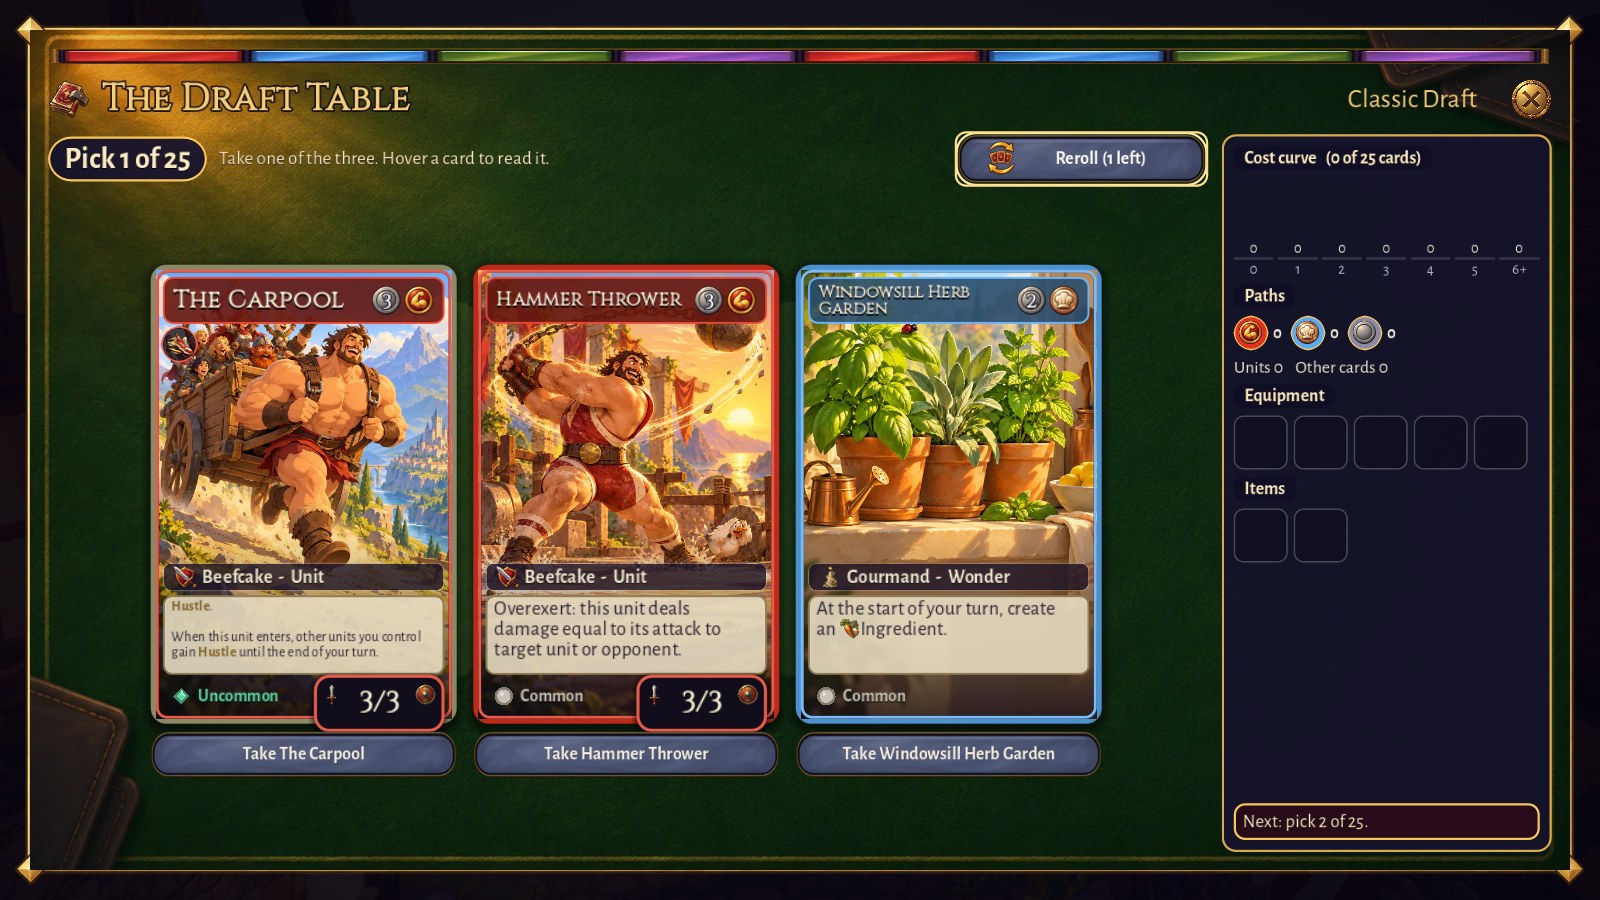 The Draft Table
Classic Draft
Pick 1 of 25
Take one of the three. Hover a card to read it.
Reroll (1 left)
The Carpool
3
Beefcake - Unit
Hustle.
When this unit enters, other units you control
gain Hustle until the end of your turn.
Uncommon
3/3
Take The Carpool
Hammer Thrower
3
Beefcake - Unit
Overexert: this unit deals
damage equal to its attack to
target unit or opponent.
Common
3/3
Take Hammer Thrower
Windowsill Herb
Garden
2
Gourmand - Wonder
At the start of your turn, create
an Ingredient.
Common
Take Windowsill Herb Garden
Cost curve (0 of 25 cards)
0 0 0 0 0 0 0
0 1 2 3 4 5 6+
Paths
0 0 0
Units 0 Other cards 0
Equipment
Items
Next: pick 2 of 25.